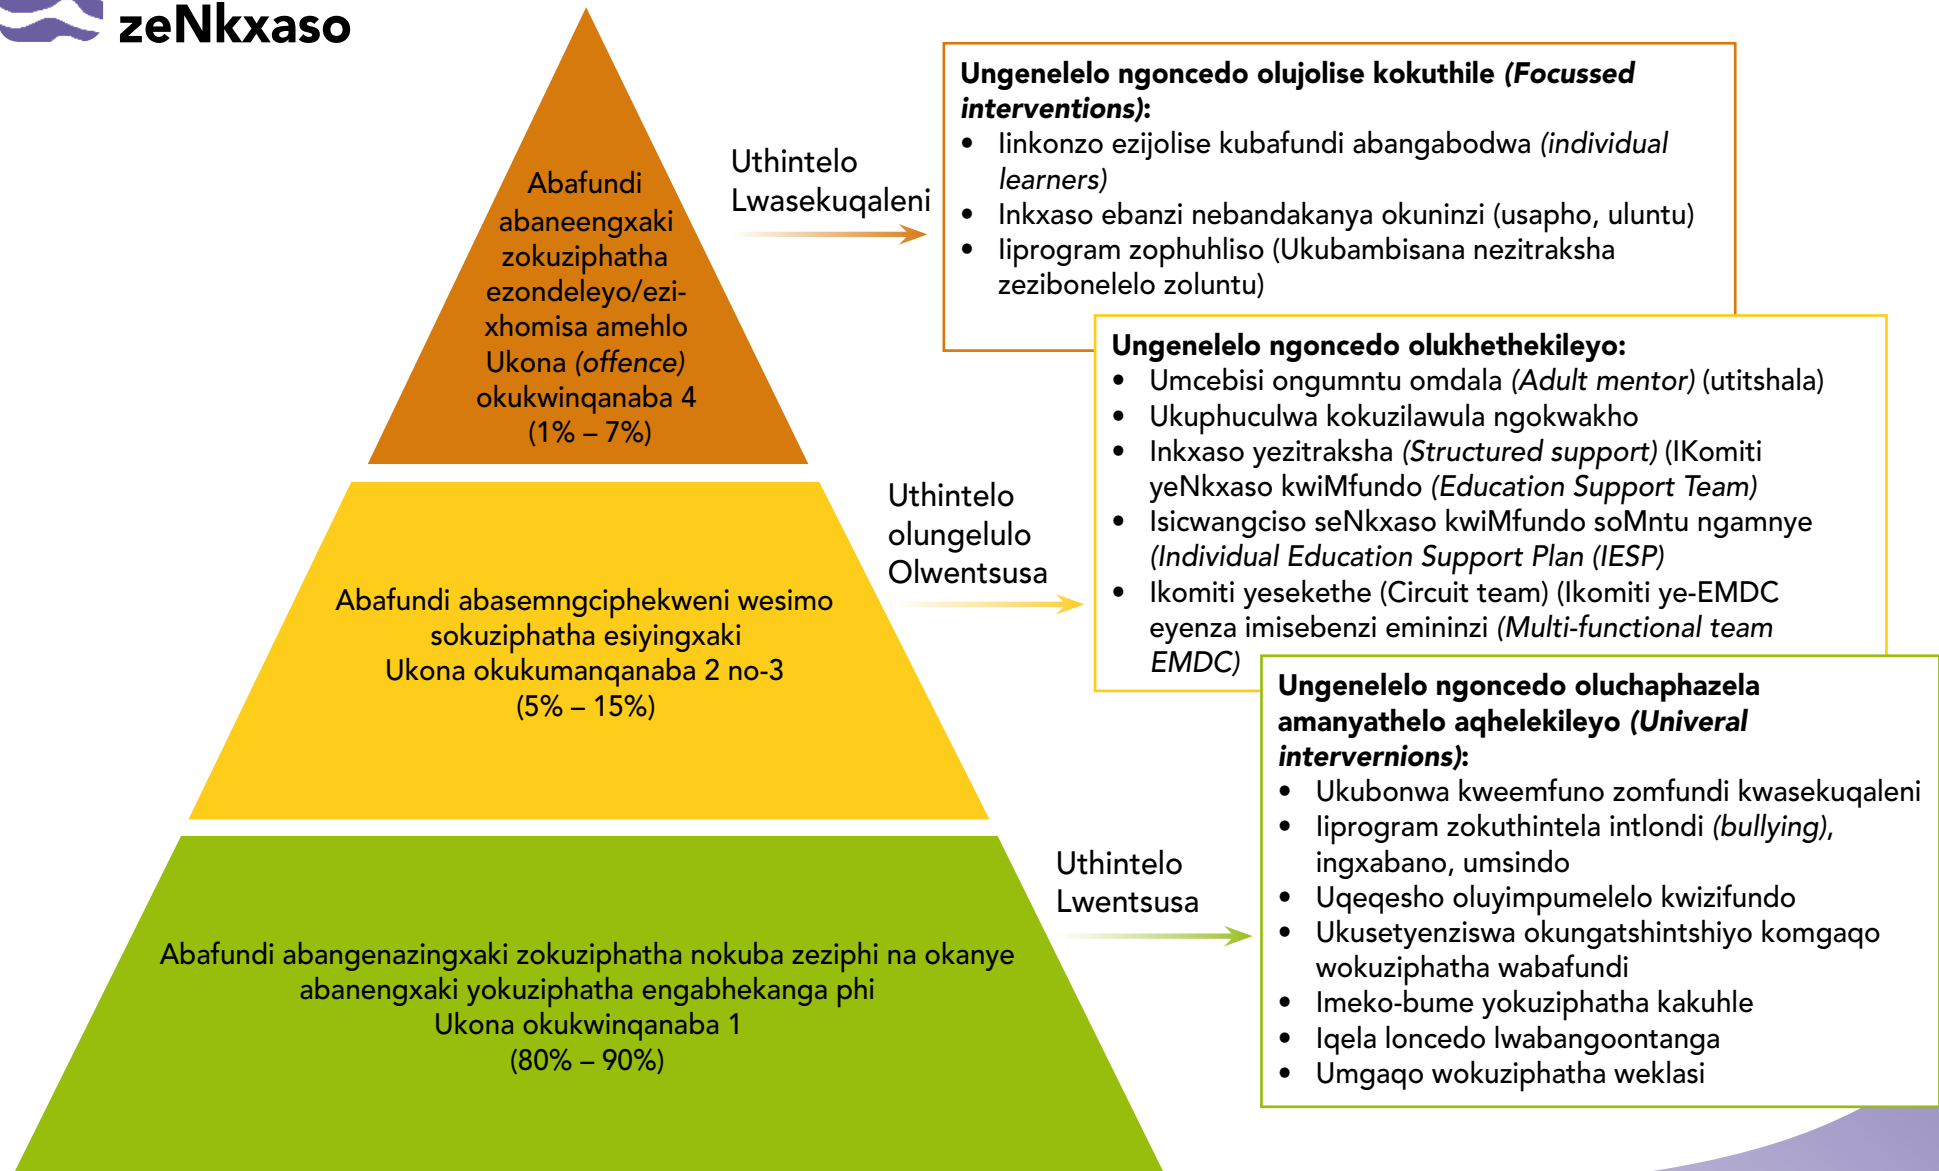 zeNkxaso
Abafundi
abaneengxaki
zokuziphatha
ezondeleyo/ezi-
xhomisa amehlo
Ukona (offence)
okukwinqanaba 4
(1% – 7%)
Uthintelo
Lwasekuqaleni
Ungenelelo ngoncedo olujolise kokuthile (Focussed
interventions):
• Iinkonzo ezijolise kubafundi abangabodwa (individual
learners)
• Inkxaso ebanzi nebandakanya okuninzi (usapho, uluntu)
• Iiprogram zophuhliso (Ukubambisana nezitraksha
zezibonelelo zoluntu)
Abafundi abasemngciphekweni wesimo
sokuziphatha esiyingxaki
Ukona okukumanqanaba 2 no-3
(5% – 15%)
Uthintelo
olungelulo
Olwentsusa
Ungenelelo ngoncedo olukhethekileyo:
• Umcebisi ongumntu omdala (Adult mentor) (utitshala)
• Ukuphuculwa kokuzilawula ngokwakho
• Inkxaso yezitraksha (Structured support) (IKomiti
yeNkxaso kwiMfundo (Education Support Team)
• Isicwangciso seNkxaso kwiMfundo soMntu ngamnye
(Individual Education Support Plan (IESP)
• Ikomiti yesekethe (Circuit team) (Ikomiti ye-EMDC
eyenza imisebenzi emininzi (Multi-functional team
EMDC)
Abafundi abangenazingxaki zokuziphatha nokuba zeziphi na okanye
abanengxaki yokuziphatha engabhekanga phi
Ukona okukwinqanaba 1
(80% – 90%)
Uthintelo
Lwentsusa
Ungenelelo ngoncedo oluchaphazela
amanyathelo aqhelekileyo (Univeral
intervernions):
• Ukubonwa kweemfuno zomfundi kwasekuqaleni
• Iiprogram zokuthintela intlondi (bullying),
ingxabano, umsindo
• Uqeqesho oluyimpumelelo kwizifundo
• Ukusetyenziswa okungatshintshiyo komgaqo
wokuziphatha wabafundi
• Imeko-bume yokuziphatha kakuhle
• Iqela loncedo lwabangoontanga
• Umgaqo wokuziphatha weklasi